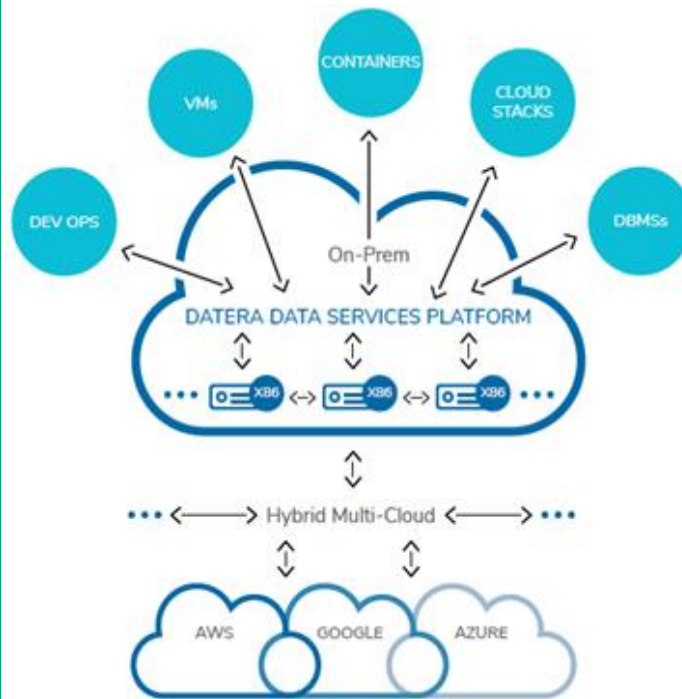 CONTAINERS
VMs
CLOUD
STACKS
DEV OPS
DBMSs
On-Prem
DATERA DATA SERVICES PLATFORM
X86 X86 X86
Hybrid Multi-Cloud
AWS GOOGLE AZURE